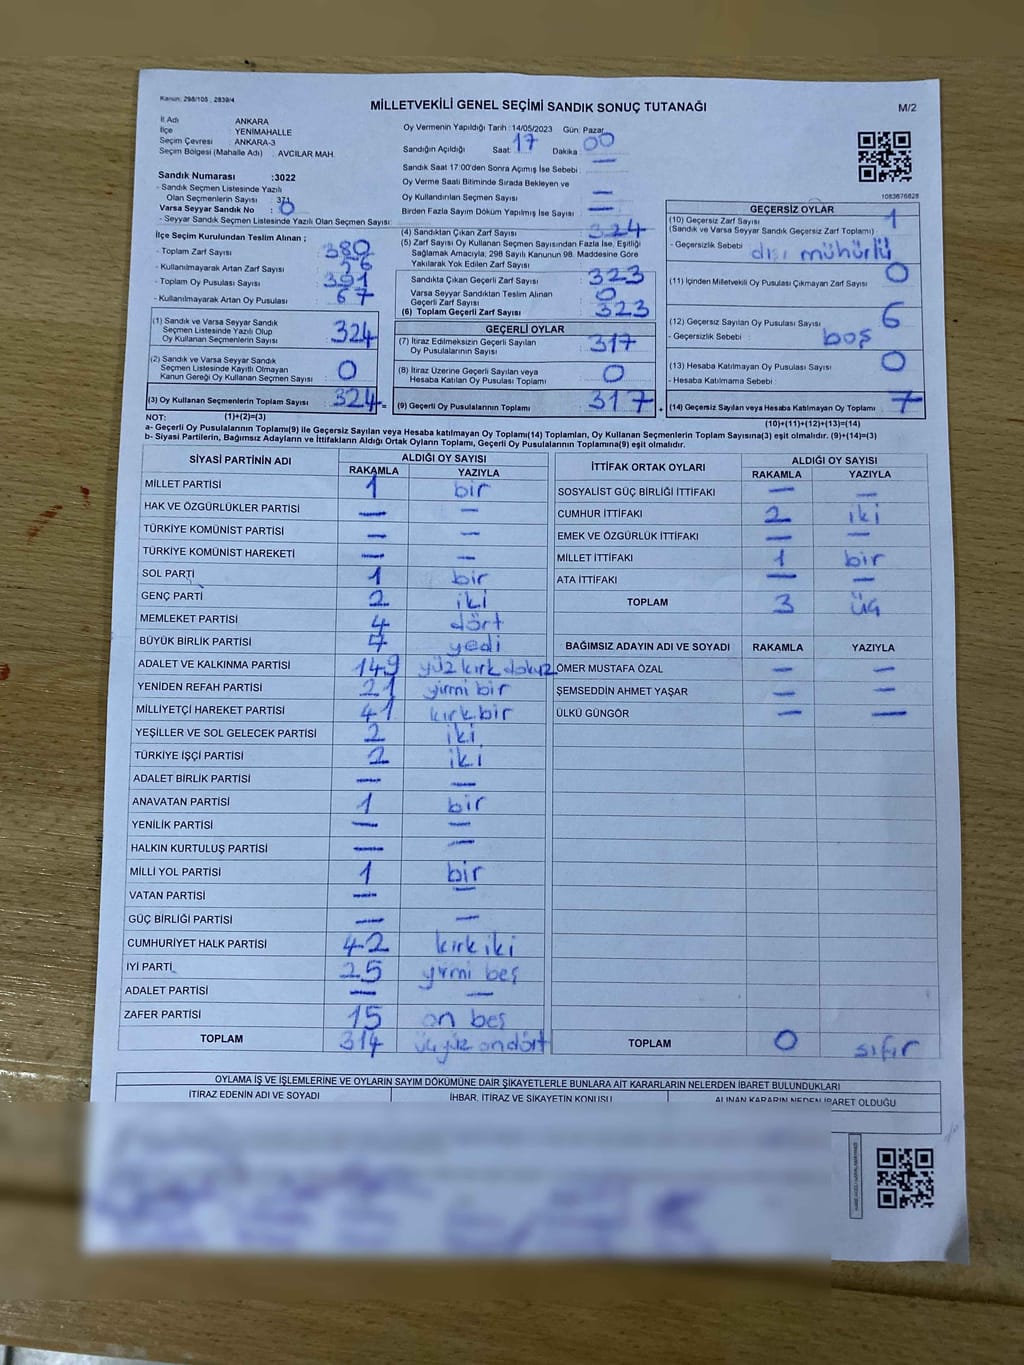 Kanun: 298/105 , 2839/4
MİLLETVEKİLİ GENEL SEÇİMİ SANDIK SONUÇ TUTANAĞI
M/2
İl Adı ANKARA
İlçe YENİMAHALLE
Seçim Çevresi ANKARA-3
Seçim Bölgesi (Mahalle Adı) : AVCILAR MAH.
Sandık Numarası :3022
- Sandık Seçmen Listesinde Yazılı
Olan Seçmenlerin Sayısı : 371
Varsa Seyyar Sandık No : 0
- Seyyar Sandık Seçmen Listesinde Yazılı Olan Seçmen Sayısı
İlçe Seçim Kurulundan Teslim Alınan ;
- Toplam Zarf Sayısı : 380
- Kullanılmayarak Artan Zarf Sayısı :
- Toplam Oy Pusulası Sayısı : 391
- Kullanılmayarak Artan Oy Pusulası : 67
(1) Sandık ve Varsa Seyyar Sandık
Seçmen Listesinde Yazılı Olup
Oy Kullanan Seçmen Sayısı : 324
(2) Sandık ve Varsa Seyyar Sandık
Seçmen Listesinde Kayıtlı Olmayan
Kanun Gereği Oy Kullanan Seçmen Sayısı : 0
(3) Oy Kullanan Seçmenlerin Toplam Sayısı : 324 =
Oy Vermenin Yapıldığı Tarih :14/05/2023 Gün: Pazar
Sandığın Açıldığı Saat: 17 Dakika : 00
Sandık Saat 17:00'den Sonra Açımış İse Sebebi : —
Oy Verme Saati Bitiminde Sırada Bekleyen ve
Oy Kullandırılan Seçmen Sayısı : —
Birden Fazla Sayım Döküm Yapılmış İse Sayısı : —
(4) Sandıktan Çıkan Zarf Sayısı : 324
(5) Zarf Sayısı Oy Kullanan Seçmen Sayısından Fazla İse, Eşitliği
Sağlamak Amacıyla; 298 Sayılı Kanunun 98. Maddesine Göre
Yakılarak Yok Edilen Zarf Sayısı
Sandıkta Çıkan Geçerli Zarf Sayısı : 323
Varsa Seyyar Sandıktan Teslim Alınan
Geçerli Zarf Sayısı : 0
(6) Toplam Geçerli Zarf Sayısı : 323
GEÇERLİ OYLAR
(7) İtiraz Edilmeksizin Geçerli Sayılan
Oy Pusulalarının Sayısı : 317
(8) İtiraz Üzerine Geçerli Sayılan veya
Hesaba Katılan Oy Pusulası Toplamı : 0
(9) Geçerli Oy Pusulalarının Toplamı : 317 +
1083676628
GEÇERSİZ OYLAR
(10) Geçersiz Zarf Sayısı : 1
(Sandık ve Varsa Seyyar Sandık Geçersiz Zarf Toplamı)
- Geçersizlik Sebebi : dışı mühürlü
(11) İçinden Milletvekili Oy Pusulası Çıkmayan Zarf Sayısı : 0
(12) Geçersiz Sayılan Oy Pusulası Sayısı : 6
- Geçersizlik Sebebi : boş
(13) Hesaba Katılmayan Oy Pusulası Sayısı : 0
- Hesaba Katılmama Sebebi :
(14) Geçersiz Sayılan veya Hesaba Katılmayan Oy Toplamı : 7
NOT: (1)+(2)=(3)
(10)+(11)+(12)+(13)=(14)
a- Geçerli Oy Pusulalarının Toplamı(9) ile Geçersiz Sayılan veya Hesaba katılmayan Oy Toplamı(14) Toplamları, Oy Kullanan Seçmenlerin Toplam Sayısına(3) eşit olmalıdır. (9)+(14)=(3)
b- Siyasi Partilerin, Bağımsız Adayların ve İttifakların Aldığı Ortak Oyların Toplamı, Geçerli Oy Pusulalarının Toplamına(9) eşit olmalıdır.
SİYASİ PARTİNİN ADI ALDIĞI OY SAYISI
RAKAMLA YAZIYLA
MİLLET PARTİSİ 1 bir
HAK VE ÖZGÜRLÜKLER PARTİSİ — —
TÜRKİYE KOMÜNİST PARTİSİ — —
TÜRKİYE KOMÜNİST HAREKETİ — —
SOL PARTİ 1 bir
GENÇ PARTİ 2 iki
MEMLEKET PARTİSİ 4 dört
BÜYÜK BİRLİK PARTİSİ 7 yedi
ADALET VE KALKINMA PARTİSİ 149 yüz kırk dokuz
YENİDEN REFAH PARTİSİ 21 yirmi bir
MİLLİYETÇİ HAREKET PARTİSİ 41 kırk bir
YEŞİLLER VE SOL GELECEK PARTİSİ 2 iki
TÜRKİYE İŞÇİ PARTİSİ 2 iki
ADALET BİRLİK PARTİSİ — —
ANAVATAN PARTİSİ 1 bir
YENİLİK PARTİSİ — —
HALKIN KURTULUŞ PARTİSİ — —
MİLLİ YOL PARTİSİ 1 bir
VATAN PARTİSİ — —
GÜÇ BİRLİĞİ PARTİSİ — —
CUMHURİYET HALK PARTİSİ 42 kırk iki
İYİ PARTİ 25 yirmi beş
ADALET PARTİSİ — —
ZAFER PARTİSİ 15 on beş
TOPLAM 314 üçyüz ondört
İTTİFAK ORTAK OYLARI ALDIĞI OY SAYISI
RAKAMLA YAZIYLA
SOSYALİST GÜÇ BİRLİĞİ İTTİFAKI — —
CUMHUR İTTİFAKI 2 iki
EMEK VE ÖZGÜRLÜK İTTİFAKI — —
MİLLET İTTİFAKI 1 bir
ATA İTTİFAKI — —
TOPLAM 3 üç
BAĞIMSIZ ADAYIN ADI VE SOYADI RAKAMLA YAZIYLA
ÖMER MUSTAFA ÖZAL — —
ŞEMSEDDİN AHMET YAŞAR — —
ÜLKÜ GÜNGÖR — —
TOPLAM 0 sıfır
OYLAMA İŞ VE İŞLEMLERİNE VE OYLARIN SAYIM DÖKÜMÜNE DAİR ŞİKAYETLERLE BUNLARA AİT KARARLARIN NELERDEN İBARET BULUNDUKLARI
İTİRAZ EDENİN ADI VE SOYADI İHBAR, İTİRAZ VE ŞİKAYETİN KONUSU ALINAN KARARIN NEDEN İBARET OLDUĞU